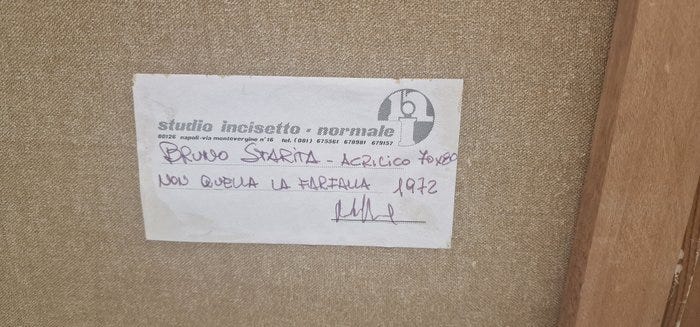 studio incisetto · normale
80126 napoli-via montevergine n° 16 tel. (081) 675561 678981 679157
BRUNO STARITA - ACRILICO 70x80
NON QUELLA LA FARFALLA 1972